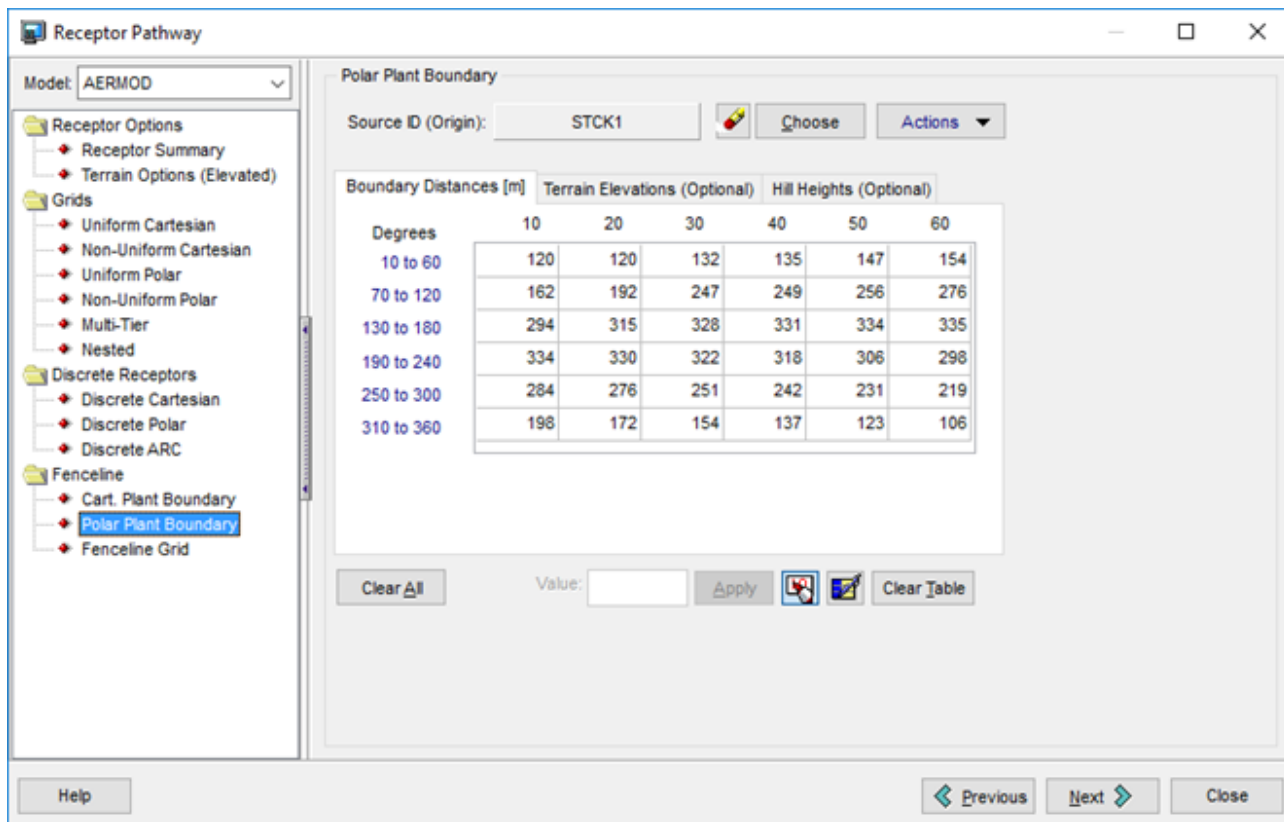 Receptor Pathway
Model: AERMOD
Receptor Options
Receptor Summary
Terrain Options (Elevated)
Grids
Uniform Cartesian
Non-Uniform Cartesian
Uniform Polar
Non-Uniform Polar
Multi-Tier
Nested
Discrete Receptors
Discrete Cartesian
Discrete Polar
Discrete ARC
Fenceline
Cart. Plant Boundary
Polar Plant Boundary
Fenceline Grid
Polar Plant Boundary
Source ID (Origin): STCK1 Choose Actions
Boundary Distances [m] Terrain Elevations (Optional) Hill Heights (Optional)
Degrees 10 20 30 40 50 60
10 to 60 120 120 132 135 147 154
70 to 120 162 192 247 249 256 276
130 to 180 294 315 328 331 334 335
190 to 240 334 330 322 318 306 298
250 to 300 284 276 251 242 231 219
310 to 360 198 172 154 137 123 106
Clear All Value: Apply Clear Table
Help Previous Next Close